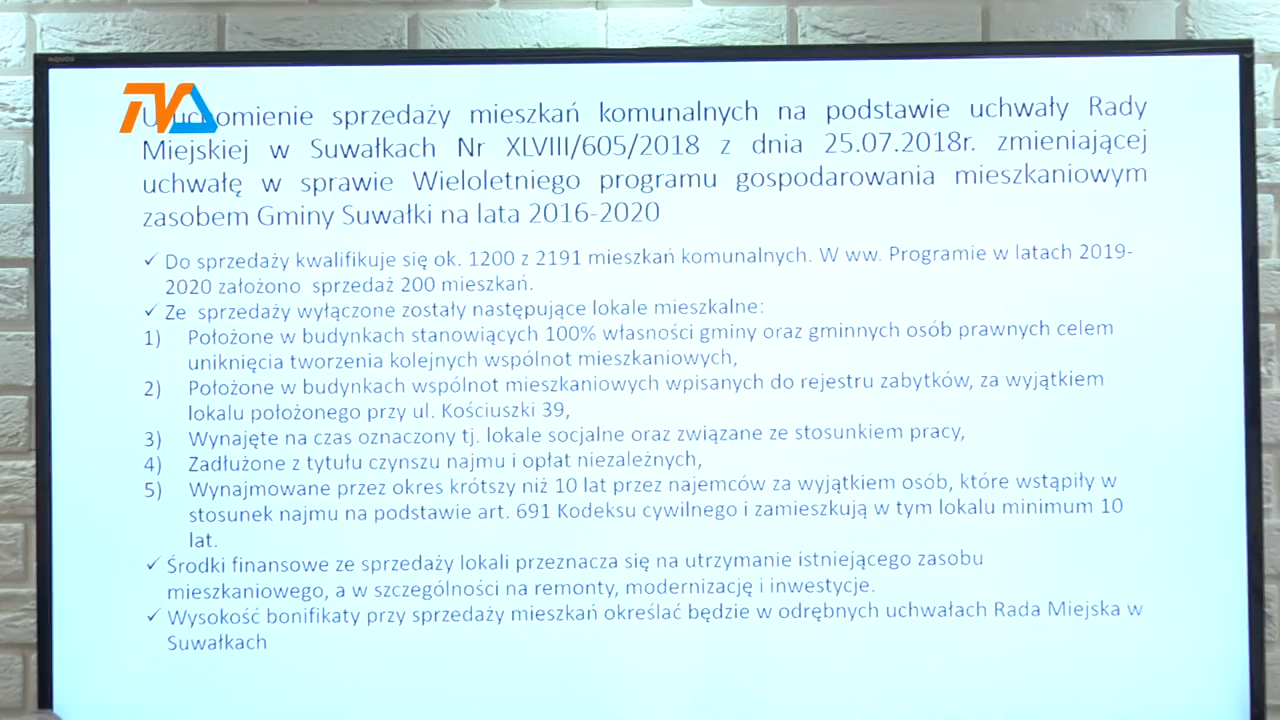 omienie sprzedaży mieszkań komunalnych na podstawie uchwały Rady
Miejskiej w Suwałkach Nr XLVIII/605/2018 z dnia 25.07.2018r. zmieniającej
uchwałę w sprawie Wieloletniego programu gospodarowania mieszkaniowym
zasobem Gminy Suwałki na lata 2016-2020
✓ Do sprzedaży kwalifikuje się ok. 1200 z 2191 mieszkań komunalnych. W ww. Programie w latach 2019-
2020 założono sprzedaż 200 mieszkań.
✓ Ze sprzedaży wyłączone zostały następujące lokale mieszkalne:
1) Położone w budynkach stanowiących 100% własności gminy oraz gminnych osób prawnych celem
uniknięcia tworzenia kolejnych wspólnot mieszkaniowych,
2) Położone w budynkach wspólnot mieszkaniowych wpisanych do rejestru zabytków, za wyjątkiem
lokalu położonego przy ul. Kościuszki 39,
3) Wynajęte na czas oznaczony tj. lokale socjalne oraz związane ze stosunkiem pracy,
4) Zadłużone z tytułu czynszu najmu i opłat niezależnych,
5) Wynajmowane przez okres krótszy niż 10 lat przez najemców za wyjątkiem osób, które wstąpiły w
stosunek najmu na podstawie art. 691 Kodeksu cywilnego i zamieszkują w tym lokalu minimum 10
lat.
✓ Środki finansowe ze sprzedaży lokali przeznacza się na utrzymanie istniejącego zasobu
mieszkaniowego, a w szczególności na remonty, modernizację i inwestycje.
✓ Wysokość bonifikaty przy sprzedaży mieszkań określać będzie w odrębnych uchwałach Rada Miejska w
Suwałkach